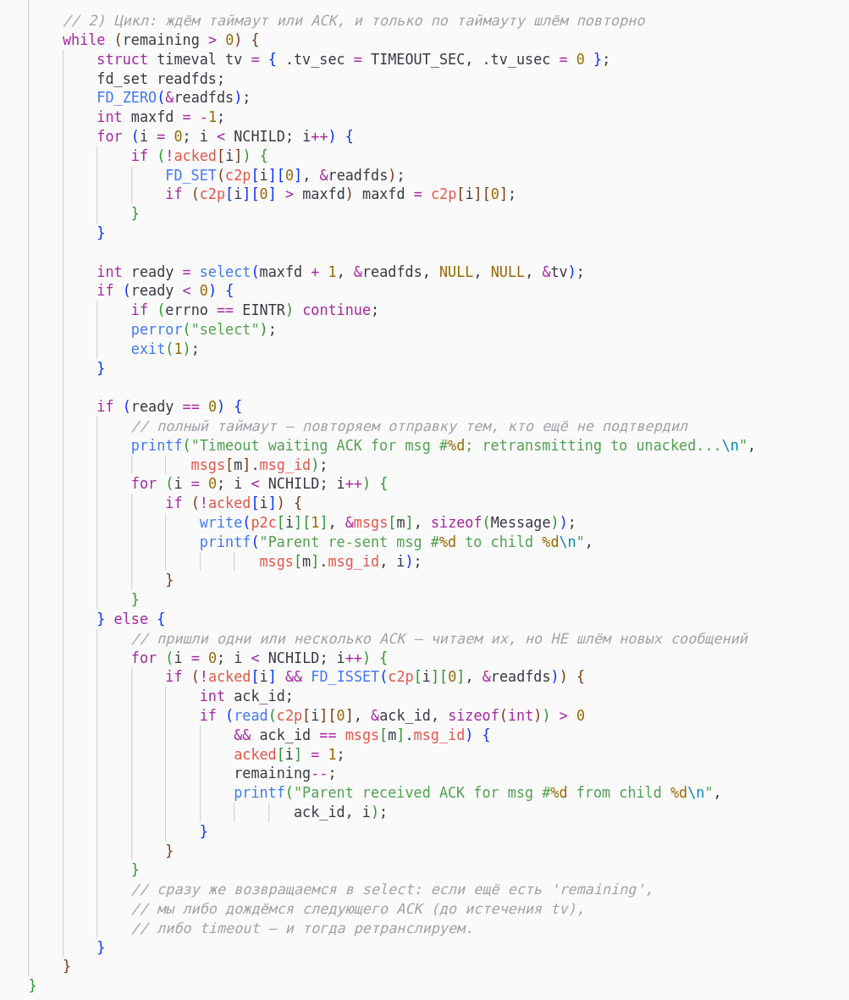 // 2) Цикл: ждём таймаут или ACK, и только по таймауту шлём повторно
while (remaining > 0) {
struct timeval tv = { .tv_sec = TIMEOUT_SEC, .tv_usec = 0 };
fd_set readfds;
FD_ZERO(&readfds);
int maxfd = -1;
for (i = 0; i < NCHILD; i++) {
if (!acked[i]) {
FD_SET(c2p[i][0], &readfds);
if (c2p[i][0] > maxfd) maxfd = c2p[i][0];
}
}
int ready = select(maxfd + 1, &readfds, NULL, NULL, &tv);
if (ready < 0) {
if (errno == EINTR) continue;
perror("select");
exit(1);
}
if (ready == 0) {
// полный таймаут — повторяем отправку тем, кто ещё не подтвердил
printf("Timeout waiting ACK for msg #%d; retransmitting to unacked...\n",
msgs[m].msg_id);
for (i = 0; i < NCHILD; i++) {
if (!acked[i]) {
write(p2c[i][1], &msgs[m], sizeof(Message));
printf("Parent re-sent msg #%d to child %d\n",
msgs[m].msg_id, i);
}
}
} else {
// пришли одни или несколько ACK — читаем их, но НЕ шлём новых сообщений
for (i = 0; i < NCHILD; i++) {
if (!acked[i] && FD_ISSET(c2p[i][0], &readfds)) {
int ack_id;
if (read(c2p[i][0], &ack_id, sizeof(int)) > 0
&& ack_id == msgs[m].msg_id) {
acked[i] = 1;
remaining--;
printf("Parent received ACK for msg #%d from child %d\n",
ack_id, i);
}
}
}
// сразу же возвращаемся в select: если ещё есть 'remaining',
// мы либо дождёмся следующего ACK (до истечения tv),
// либо timeout — и тогда ретранслируем.
}
}
}